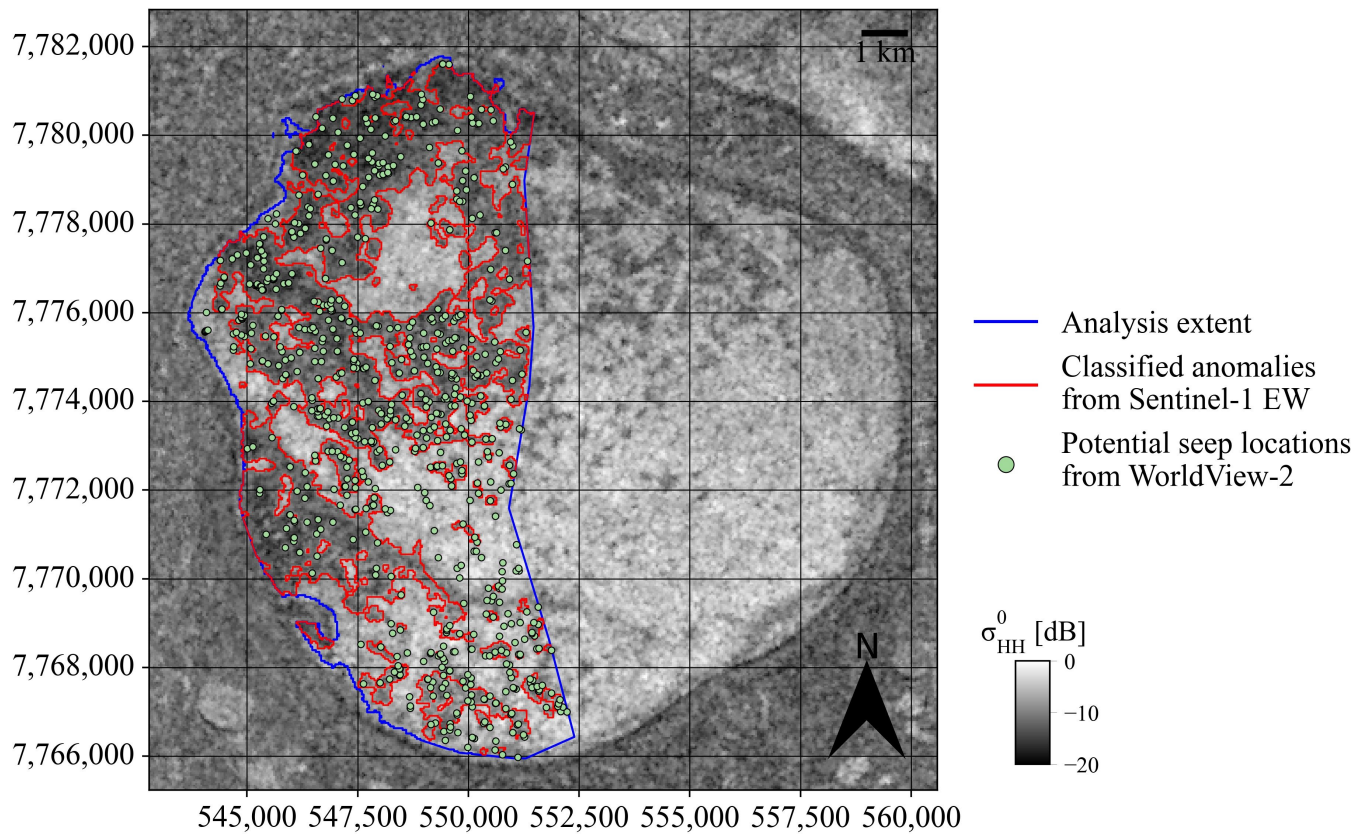 7,782,000
1 km
7,780,000
7,778,000
7,776,000
7,774,000
7,772,000
7,770,000
7,768,000
7,766,000
545,000 547,500 550,000 552,500 555,000 557,500 560,000
N
Analysis extent
Classified anomalies
from Sentinel-1 EW
Potential seep locations
from WorldView-2
σ⁰HH [dB]
0
−10
−20